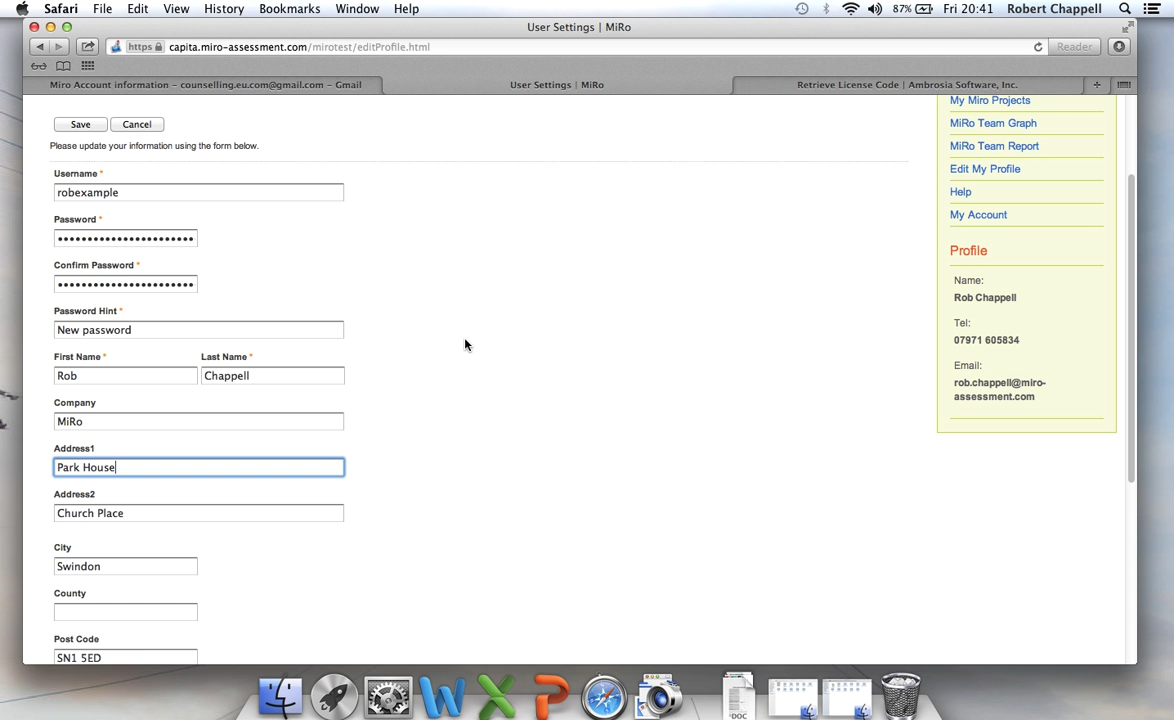 Safari File Edit View History Bookmarks Window Help 87% Fri 20:41 Robert Chappell
User Settings | MiRo
https capita.miro-assessment.com/mirotest/editProfile.html Reader
Miro Account information – counselling.eu.com@gmail.com – Gmail User Settings | MiRo Retrieve License Code | Ambrosia Software, Inc. +
Save Cancel
Please update your information using the form below.
Username *
robexample
Password *
Confirm Password *
Password Hint *
New password
First Name * Last Name *
Rob Chappell
Company
MiRo
Address1
Park House
Address2
Church Place
City
Swindon
County
Post Code
SN1 5ED
My Miro Projects
MiRo Team Graph
MiRo Team Report
Edit My Profile
Help
My Account
Profile
Name:
Rob Chappell
Tel:
07971 605834
Email:
rob.chappell@miro-
assessment.com
W X P DOC